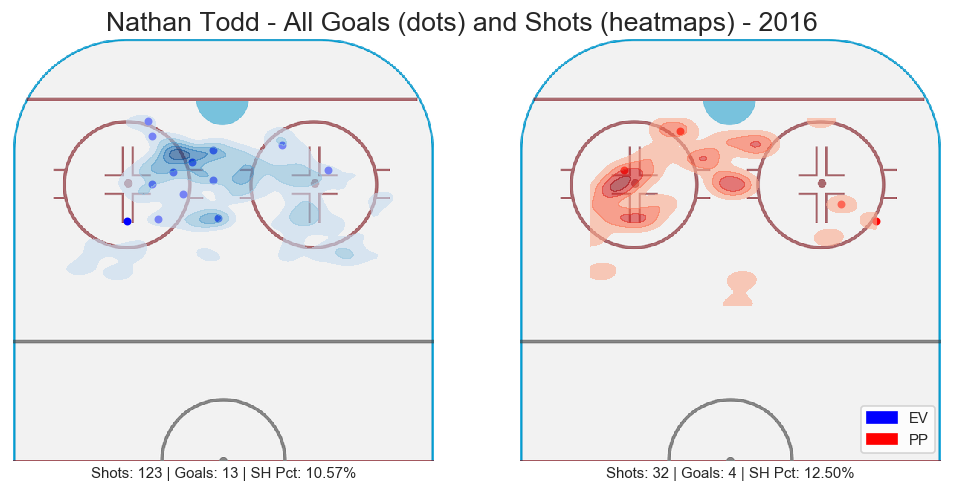 Nathan Todd - All Goals (dots) and Shots (heatmaps) - 2016
EV
PP
Shots: 123 | Goals: 13 | SH Pct: 10.57%
Shots: 32 | Goals: 4 | SH Pct: 12.50%